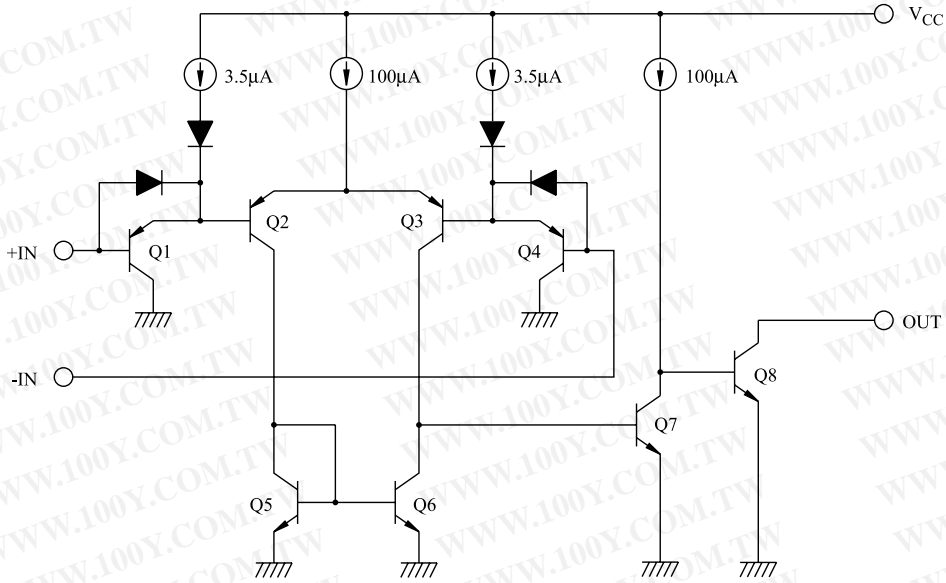 VCC
3.5μA
100μA
3.5μA
100μA
Q2
Q3
+IN
Q1
Q4
OUT
-IN
Q8
Q7
Q5
Q6
WWW.100Y.COM.TW